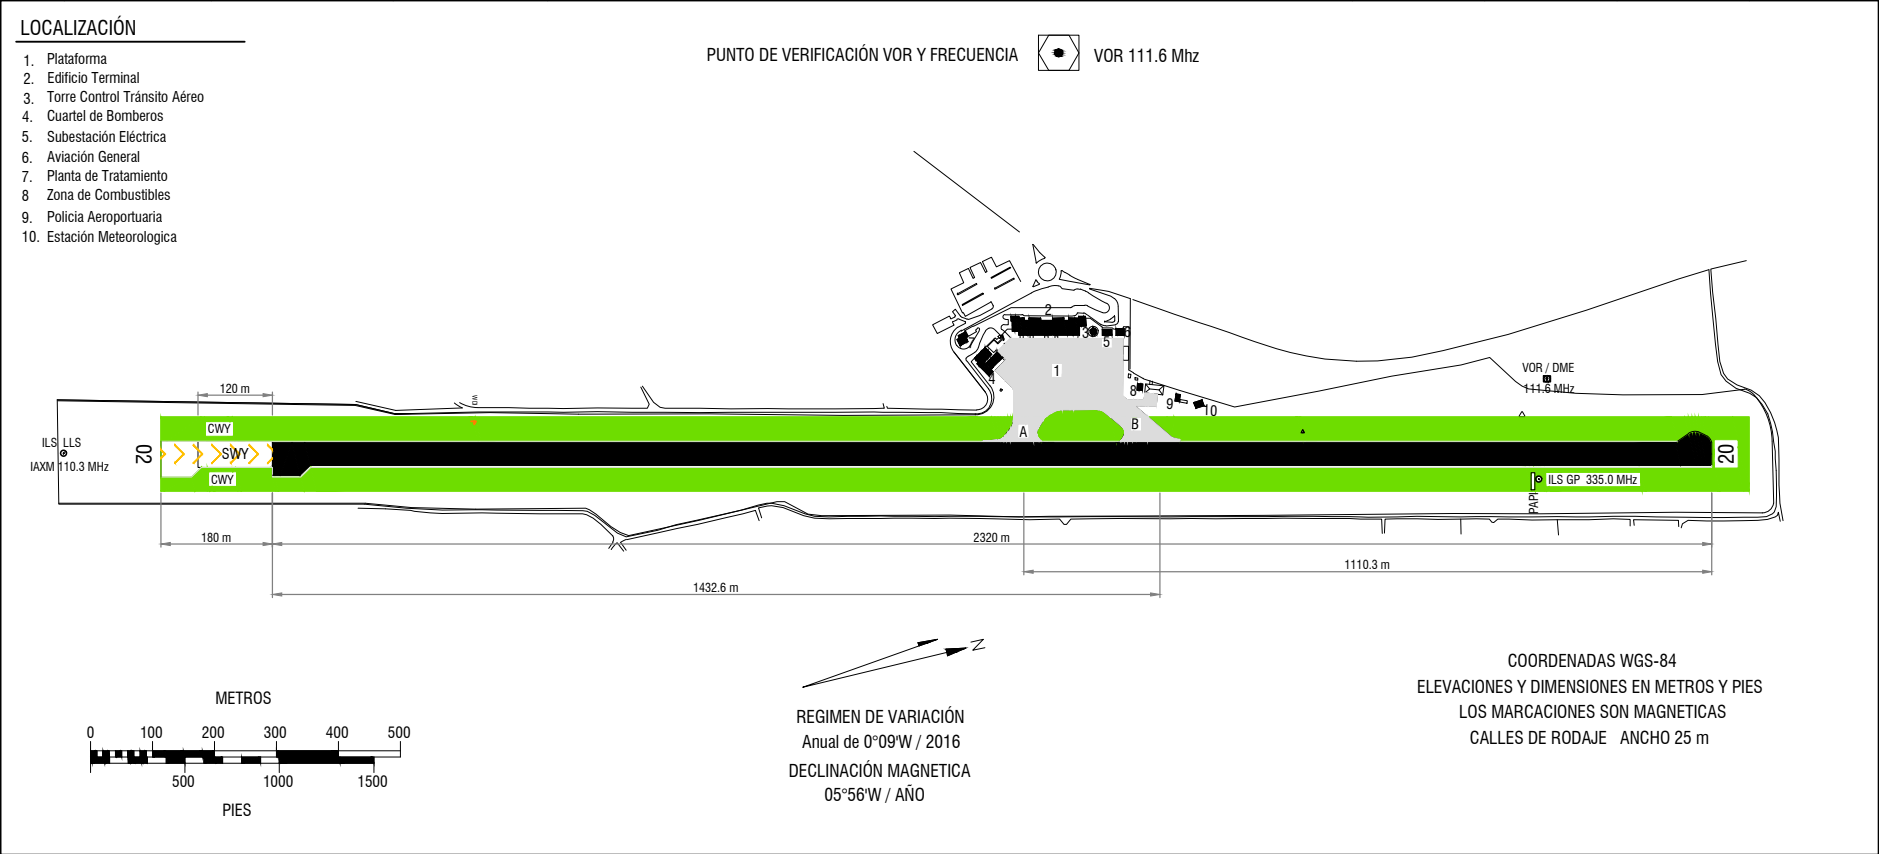 LOCALIZACIÓN
1. Plataforma
2. Edificio Terminal
3. Torre Control Tránsito Aéreo
4. Cuartel de Bomberos
5. Subestación Eléctrica
6. Aviación General
7. Planta de Tratamiento
8 Zona de Combustibles
9. Policia Aeroportuaria
10. Estación Meteorologica
PUNTO DE VERIFICACIÓN VOR Y FRECUENCIA
VOR 111.6 Mhz
2
3
5
6
4
1
8
9
10
VOR / DME
111.6 MHz
120 m
CWY
A
B
ILS LLS
IAXM 110.3 MHz
02
SWY
20
CWY
ILS GP 335.0 MHz
PAPI
180 m
2320 m
1110.3 m
1432.6 m
N
METROS
0 100 200 300 400 500
500 1000 1500
PIES
REGIMEN DE VARIACIÓN
Anual de 0°09'W / 2016
DECLINACIÓN MAGNETICA
05°56'W / AÑO
COORDENADAS WGS-84
ELEVACIONES Y DIMENSIONES EN METROS Y PIES
LOS MARCACIONES SON MAGNETICAS
CALLES DE RODAJE ANCHO 25 m